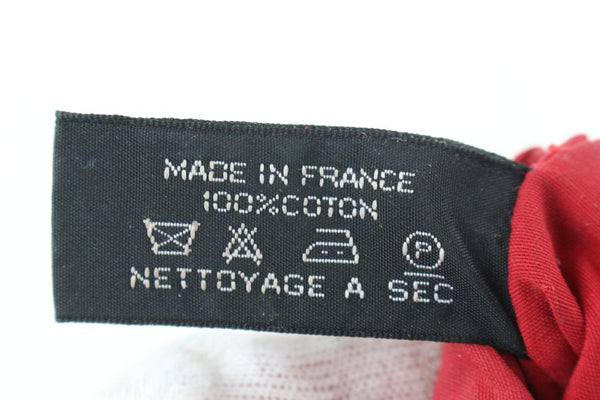 MADE IN FRANCE
100%COTON
P
NETTOYAGE A SEC